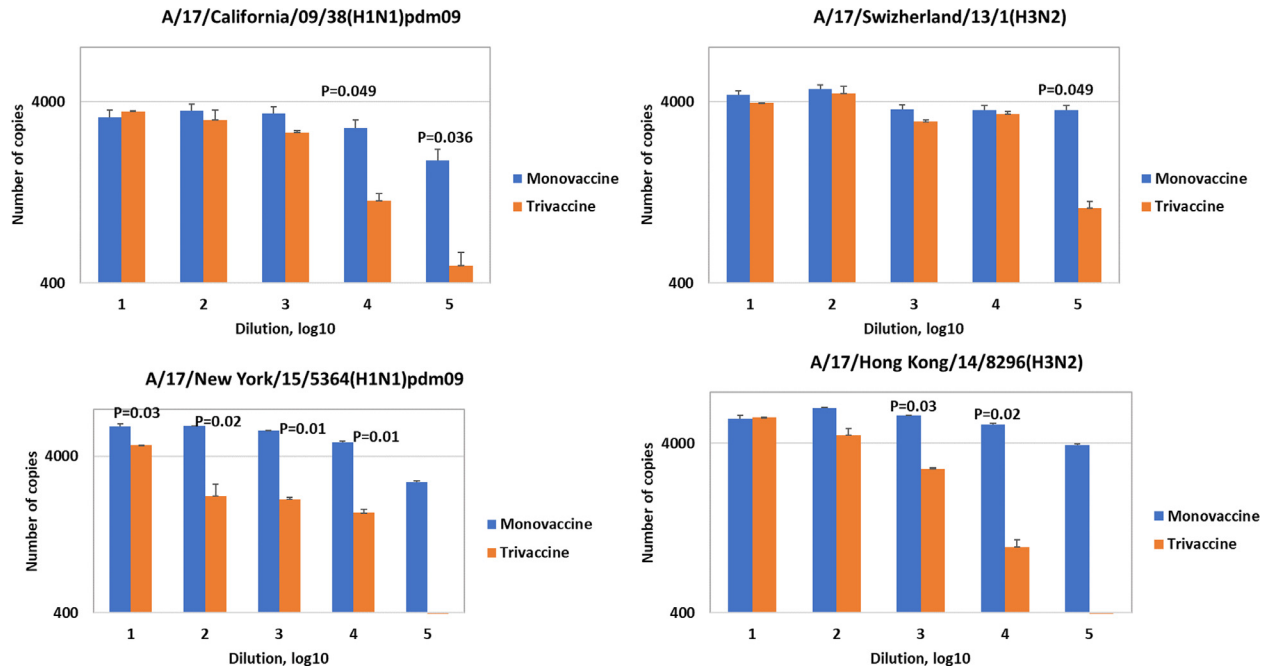 A/17/California/09/38(H1N1)pdm09
Number of copies
4000
400
P=0.049
P=0.036
Monovaccine
Trivaccine
1 2 3 4 5
Dilution, log10
A/17/Swizherland/13/1(H3N2)
Number of copies
4000
400
P=0.049
Monovaccine
Trivaccine
1 2 3 4 5
Dilution, log10
A/17/New York/15/5364(H1N1)pdm09
Number of copies
4000
400
P=0.03
P=0.02
P=0.01
P=0.01
Monovaccine
Trivaccine
1 2 3 4 5
Dilution, log10
A/17/Hong Kong/14/8296(H3N2)
Number of copies
4000
400
P=0.03
P=0.02
Monovaccine
Trivaccine
1 2 3 4 5
Dilution, log10